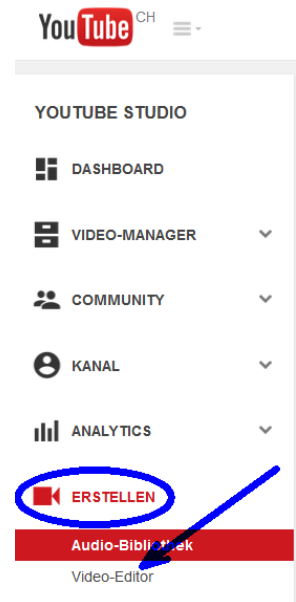 YouTube CH
YOUTUBE STUDIO
DASHBOARD
VIDEO-MANAGER
COMMUNITY
KANAL
ANALYTICS
ERSTELLEN
Audio-Bibliothek
Video-Editor